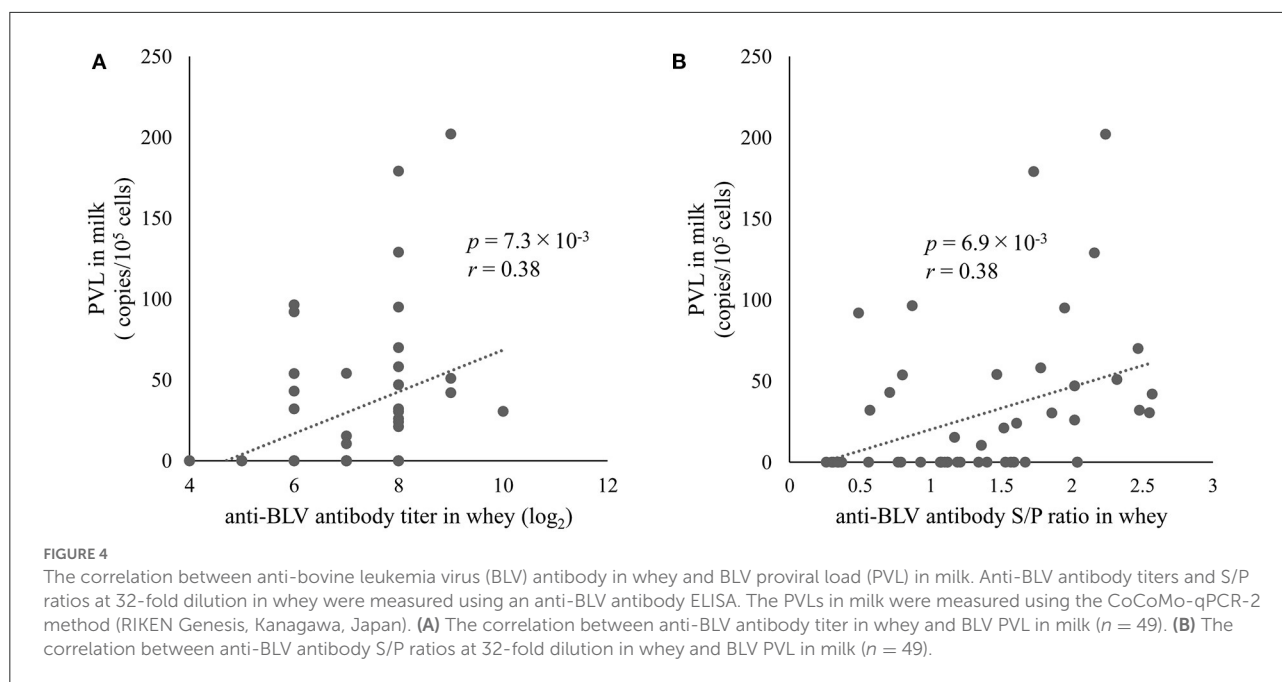 A
250
200
150
100
50
0
PVL in milk
( copies/10⁵ cells)
p = 7.3 × 10⁻³
r = 0.38
4 6 8 10 12
anti-BLV antibody titer in whey (log₂)
B
250
200
150
100
50
0
PVL in milk
(copies/10⁵ cells)
p = 6.9 × 10⁻³
r = 0.38
0 0.5 1 1.5 2 2.5 3
anti-BLV antibody S/P ratio in whey
FIGURE 4
The correlation between anti-bovine leukemia virus (BLV) antibody in whey and BLV proviral load (PVL) in milk. Anti-BLV antibody titers and S/P
ratios at 32-fold dilution in whey were measured using an anti-BLV antibody ELISA. The PVLs in milk were measured using the CoCoMo-qPCR-2
method (RIKEN Genesis, Kanagawa, Japan). (A) The correlation between anti-BLV antibody titer in whey and BLV PVL in milk (n = 49). (B) The
correlation between anti-BLV antibody S/P ratios at 32-fold dilution in whey and BLV PVL in milk (n = 49).